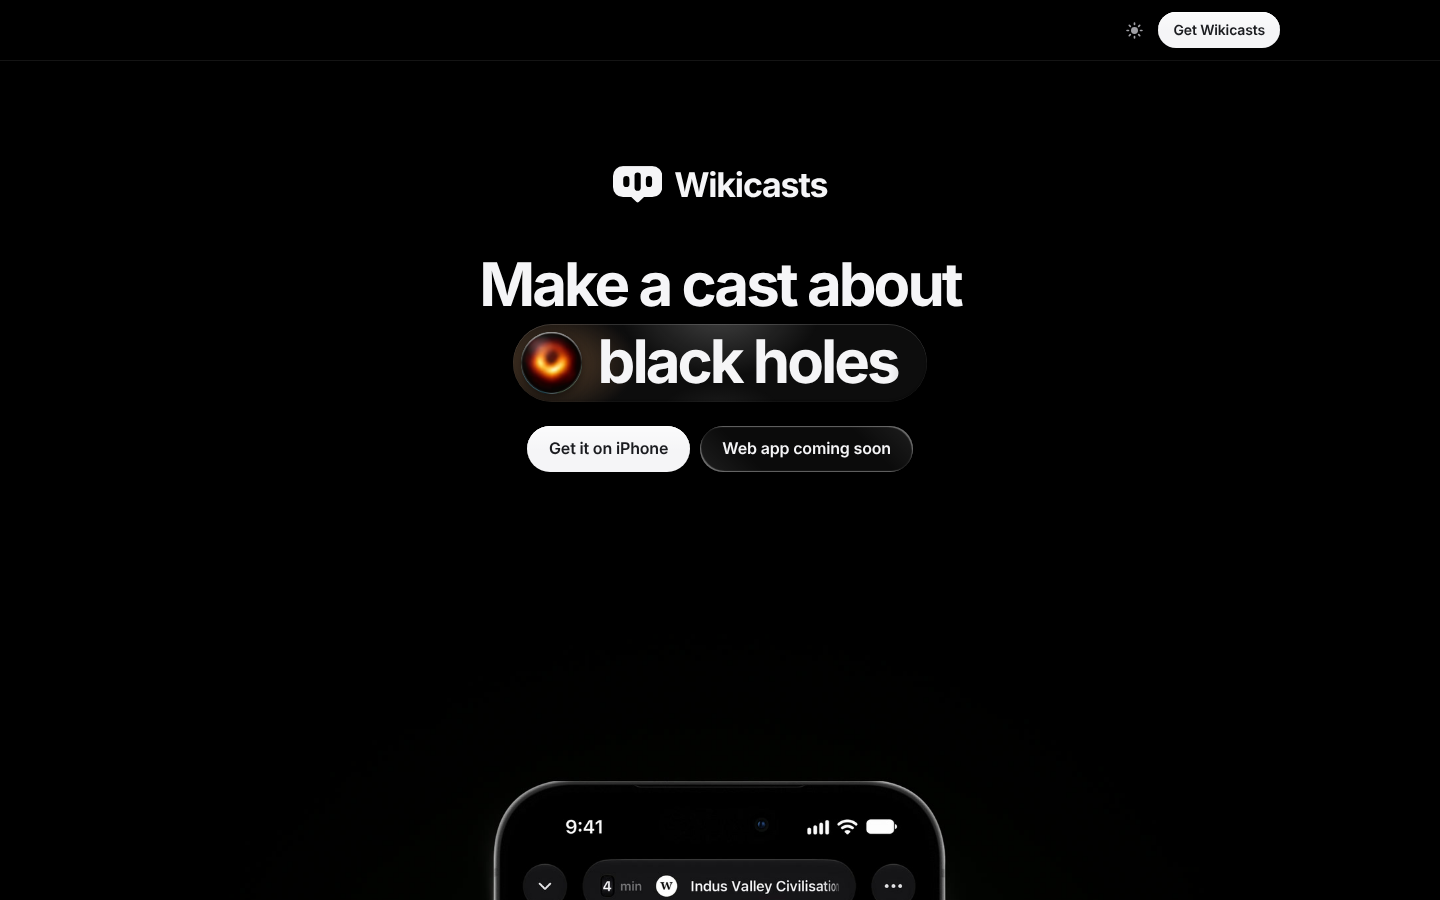 Get Wikicasts
Wikicasts
Make a cast about
black holes
Get it on iPhone
Web app coming soon
9:41
4 min W Indus Valley Civilisation